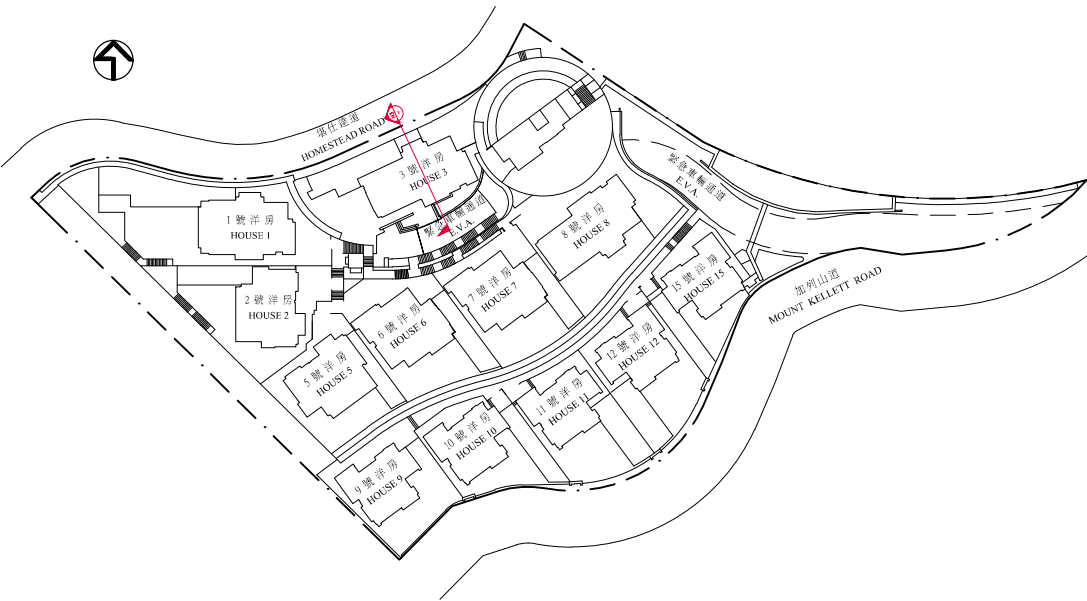 堪仕達道
HOMESTEAD ROAD
3 號洋房
HOUSE 3
緊急車輛通道
E.V.A.
緊急車輛通道
E.V.A.
1 號洋房
HOUSE 1
2 號洋房
HOUSE 2
8 號洋房
HOUSE 8
7 號洋房
HOUSE 7
6 號洋房
HOUSE 6
5 號洋房
HOUSE 5
15 號洋房
HOUSE 15
加列山道
MOUNT KELLETT ROAD
12 號洋房
HOUSE 12
11 號洋房
HOUSE 11
10 號洋房
HOUSE 10
9 號洋房
HOUSE 9